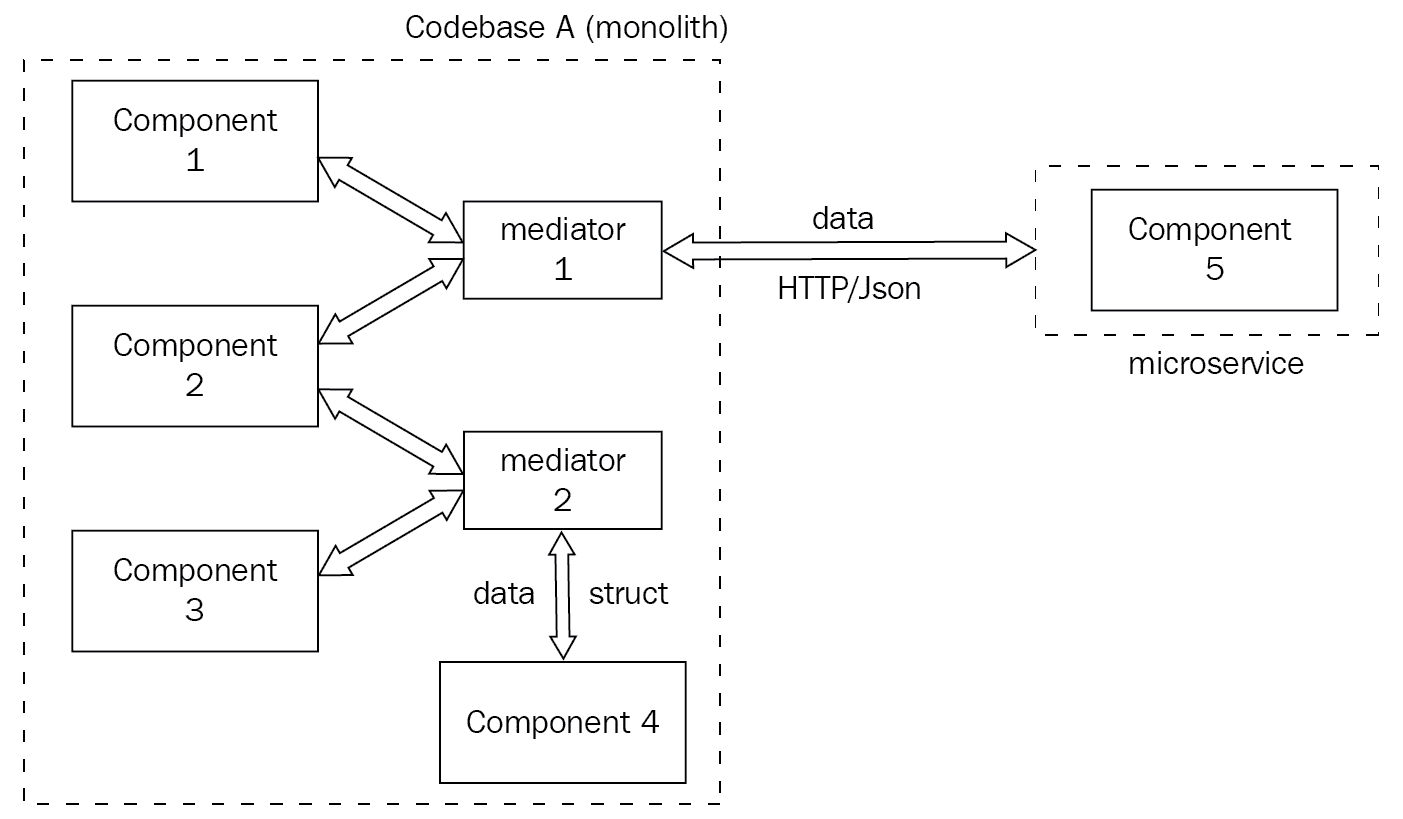 Codebase A (monolith)
Component
1
mediator
1
data
HTTP/Json
Component
5
microservice
Component
2
mediator
2
Component
3
data struct
Component 4